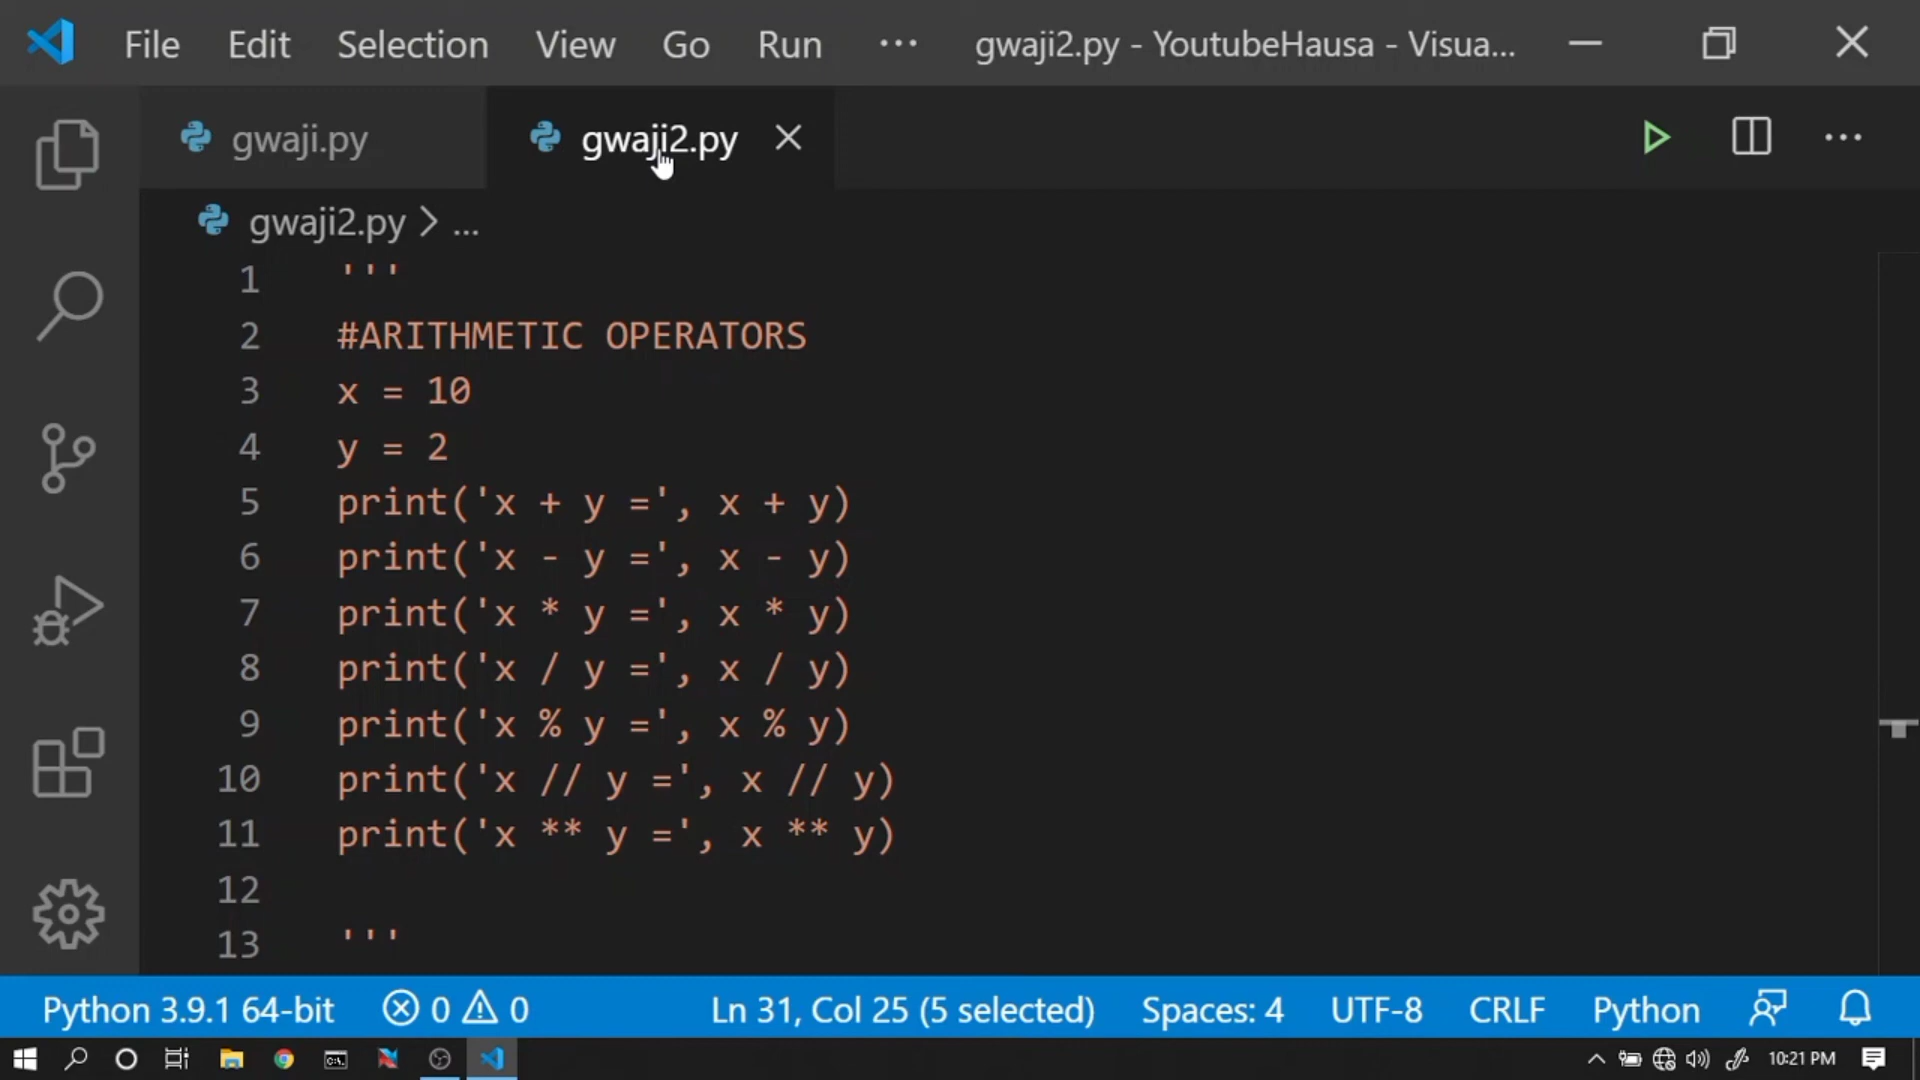 File Edit Selection View Go Run ··· gwaji2.py - YoutubeHausa - Visua...
gwaji.py gwaji2.py
gwaji2.py > ...
1 '''
2 #ARITHMETIC OPERATORS
3 x = 10
4 y = 2
5 print('x + y =', x + y)
6 print('x - y =', x - y)
7 print('x * y =', x * y)
8 print('x / y =', x / y)
9 print('x % y =', x % y)
10 print('x // y =', x // y)
11 print('x ** y =', x ** y)
12
13 '''
Python 3.9.1 64-bit 0 0 Ln 31, Col 25 (5 selected) Spaces: 4 UTF-8 CRLF Python
10:21 PM